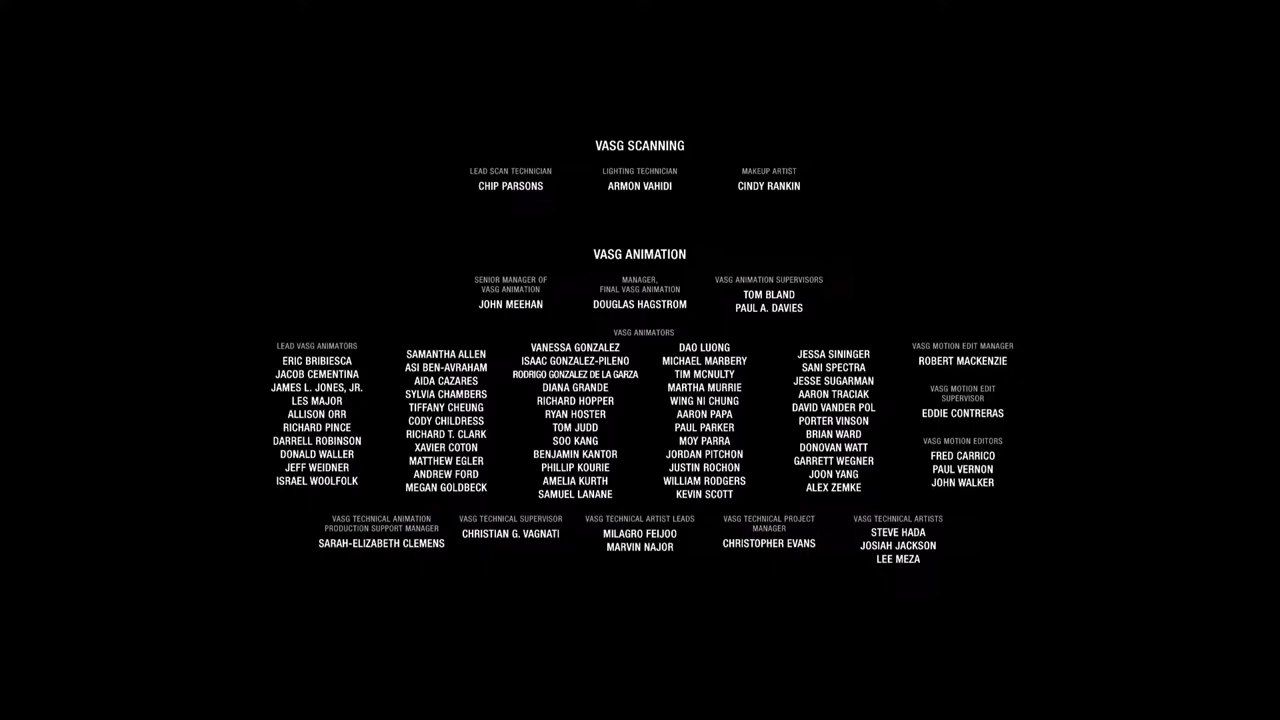 VASG SCANNING
LEAD SCAN TECHNICIAN
CHIP PARSONS
LIGHTING TECHNICIAN
ARMON VAHIDI
MAKEUP ARTIST
CINDY RANKIN
VASG ANIMATION
SENIOR MANAGER OF
VASG ANIMATION
JOHN MEEHAN
MANAGER,
FINAL VASG ANIMATION
DOUGLAS HAGSTROM
VASG ANIMATION SUPERVISORS
TOM BLAND
PAUL A. DAVIES
LEAD VASG ANIMATORS
ERIC BRIBIESCA
JACOB CEMENTINA
JAMES L. JONES, JR.
LES MAJOR
ALLISON ORR
RICHARD PINCE
DARRELL ROBINSON
DONALD WALLER
JEFF WEIDNER
ISRAEL WOOLFOLK
VASG ANIMATORS
SAMANTHA ALLEN
ASI BEN-AVRAHAM
AIDA CAZARES
SYLVIA CHAMBERS
TIFFANY CHEUNG
CODY CHILDRESS
RICHARD T. CLARK
XAVIER COTON
MATTHEW EGLER
ANDREW FORD
MEGAN GOLDBECK
VANESSA GONZALEZ
ISAAC GONZALEZ-PILENO
RODRIGO GONZALEZ DE LA GARZA
DIANA GRANDE
RICHARD HOPPER
RYAN HOSTER
TOM JUDD
SOO KANG
BENJAMIN KANTOR
PHILLIP KOURIE
AMELIA KURTH
SAMUEL LANANE
DAO LUONG
MICHAEL MARBERY
TIM MCNULTY
MARTHA MURRIE
WING NI CHUNG
AARON PAPA
PAUL PARKER
MOY PARRA
JORDAN PITCHON
JUSTIN ROCHON
WILLIAM RODGERS
KEVIN SCOTT
JESSA SININGER
SANI SPECTRA
JESSE SUGARMAN
AARON TRACIAK
DAVID VANDER POL
PORTER VINSON
BRIAN WARD
DONOVAN WATT
GARRETT WEGNER
JOON YANG
ALEX ZEMKE
VASG MOTION EDIT MANAGER
ROBERT MACKENZIE
VASG MOTION EDIT
SUPERVISOR
EDDIE CONTRERAS
VASG MOTION EDITORS
FRED CARRICO
PAUL VERNON
JOHN WALKER
VASG TECHNICAL ANIMATION
PRODUCTION SUPPORT MANAGER
SARAH-ELIZABETH CLEMENS
VASG TECHNICAL SUPERVISOR
CHRISTIAN G. VAGNATI
VASG TECHNICAL ARTIST LEADS
MILAGRO FEIJOO
MARVIN NAJOR
VASG TECHNICAL PROJECT
MANAGER
CHRISTOPHER EVANS
VASG TECHNICAL ARTISTS
STEVE HADA
JOSIAH JACKSON
LEE MEZA